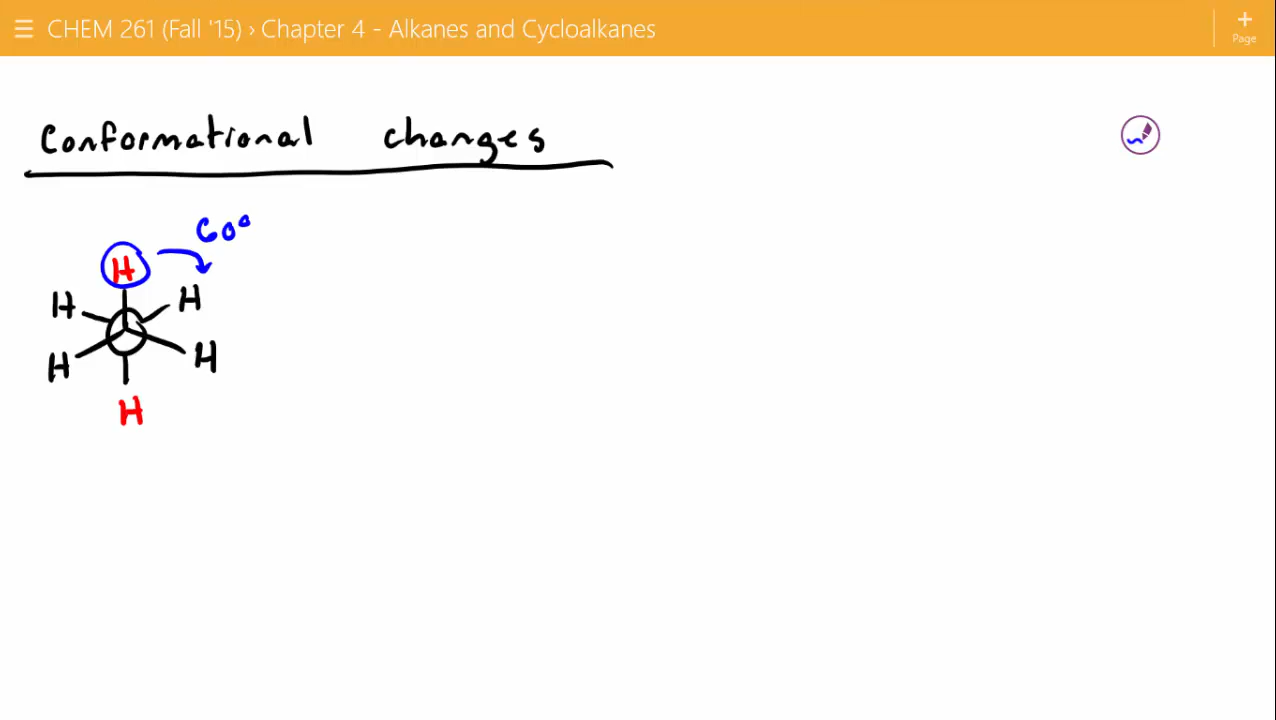 CHEM 261 (Fall '15) › Chapter 4 - Alkanes and Cycloalkanes
+
Page
Conformational changes
60°
H
H H
H H
H